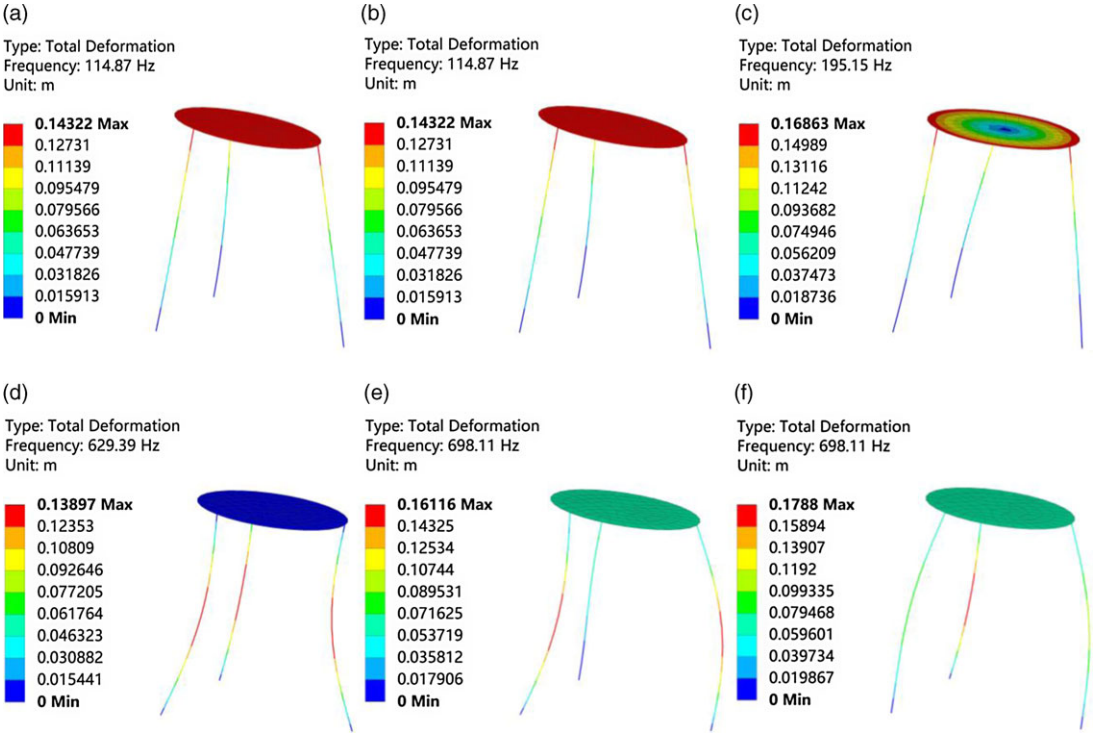 (a)
Type: Total Deformation
Frequency: 114.87 Hz
Unit: m
0.14322 Max
0.12731
0.11139
0.095479
0.079566
0.063653
0.047739
0.031826
0.015913
0 Min
(b)
Type: Total Deformation
Frequency: 114.87 Hz
Unit: m
0.14322 Max
0.12731
0.11139
0.095479
0.079566
0.063653
0.047739
0.031826
0.015913
0 Min
(c)
Type: Total Deformation
Frequency: 195.15 Hz
Unit: m
0.16863 Max
0.14989
0.13116
0.11242
0.093682
0.074946
0.056209
0.037473
0.018736
0 Min
(d)
Type: Total Deformation
Frequency: 629.39 Hz
Unit: m
0.13897 Max
0.12353
0.10809
0.092646
0.077205
0.061764
0.046323
0.030882
0.015441
0 Min
(e)
Type: Total Deformation
Frequency: 698.11 Hz
Unit: m
0.16116 Max
0.14325
0.12534
0.10744
0.089531
0.071625
0.053719
0.035812
0.017906
0 Min
(f)
Type: Total Deformation
Frequency: 698.11 Hz
Unit: m
0.1788 Max
0.15894
0.13907
0.1192
0.099335
0.079468
0.059601
0.039734
0.019867
0 Min